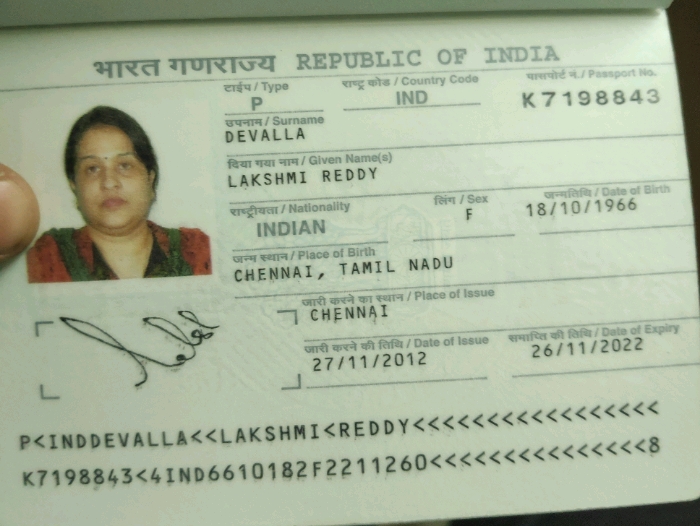 भारत गणराज्य REPUBLIC OF INDIA
टाईप / Type राष्ट्र कोड / Country Code पासपोर्ट नं. / Passport No.
P IND K7198843
उपनाम / Surname
DEVALLA
दिया गया नाम / Given Name(s)
LAKSHMI REDDY
राष्ट्रीयता / Nationality लिंग / Sex जन्मतिथि / Date of Birth
INDIAN F 18/10/1966
जन्म स्थान / Place of Birth
CHENNAI, TAMIL NADU
जारी करने का स्थान / Place of Issue
CHENNAI
जारी करने की तिथि / Date of Issue समाप्ति की तिथि / Date of Expiry
27/11/2012 26/11/2022
P<INDDEVALLA<<LAKSHMI<REDDY<<<<<<<<<<<<<<<<<
K7198843<4IND6610182F2211260<<<<<<<<<<<<<<<8